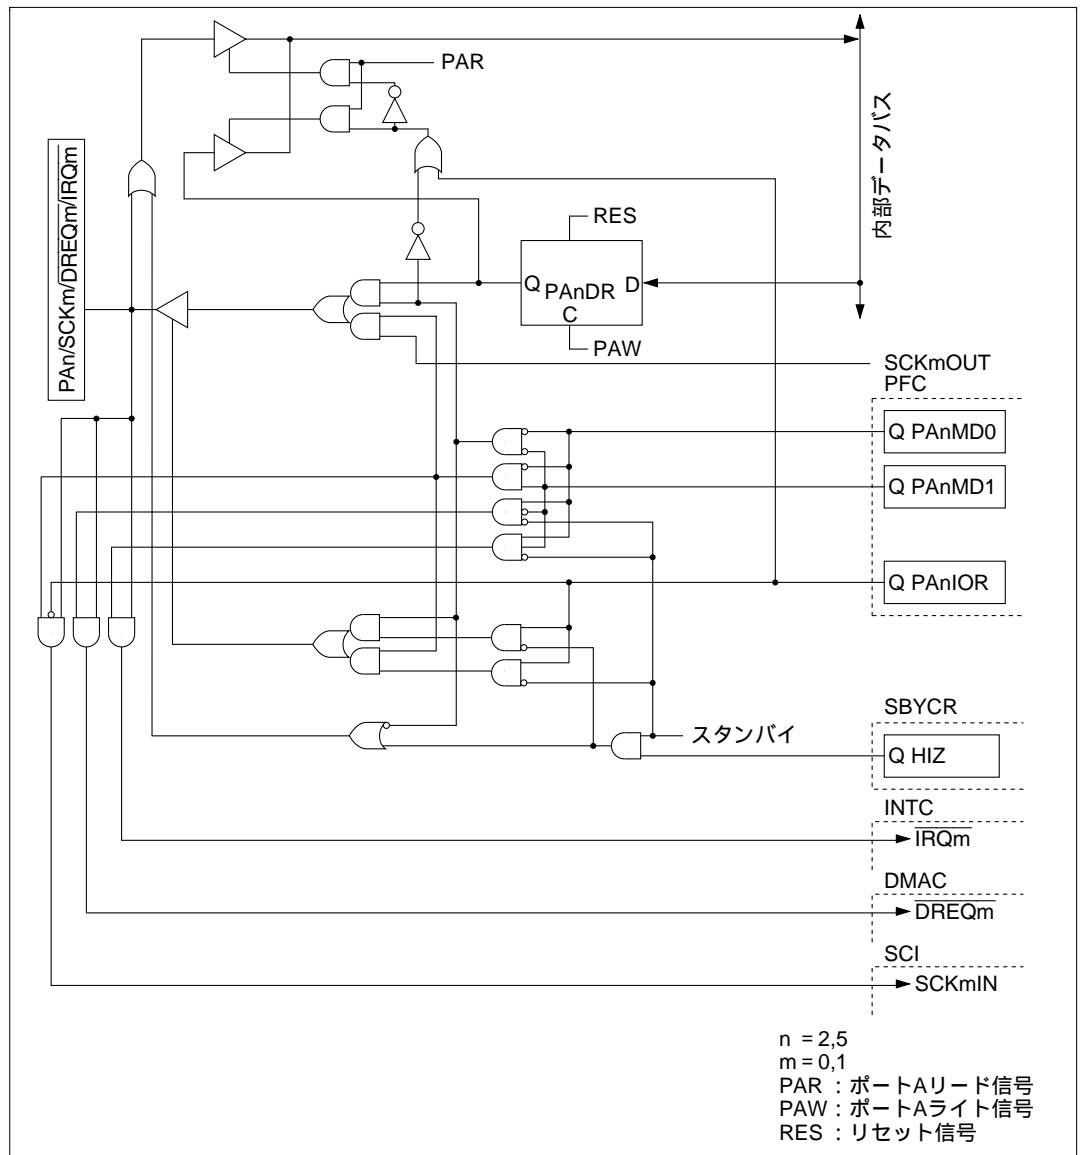 PAR
内部データバス
PAn/SCKm/DREQm/IRQm
RES
Q PAnDR D
C
PAW
SCKmOUT
PFC
Q PAnMD0
Q PAnMD1
Q PAnIOR
SBYCR
スタンバイ
Q HIZ
INTC
IRQm
DMAC
DREQm
SCI
SCKmIN
n = 2,5
m = 0,1
PAR : ポートAリード信号
PAW : ポートAライト信号
RES : リセット信号